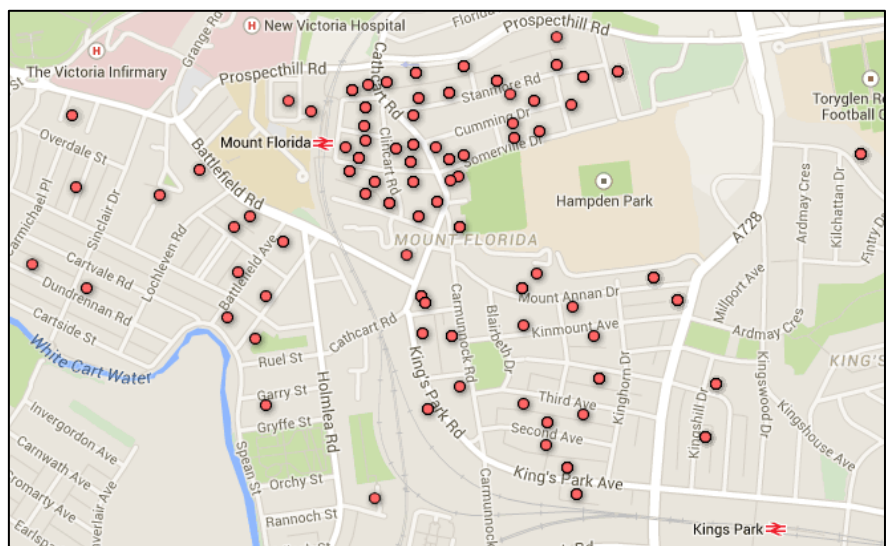 Florida
Prospecthill Rd
New Victoria Hospital
Grange Rd
The Victoria Infirmary
Prospecthill Rd
Cathcart Rd
St
Stanmore Rd
Toryglen Re
Football C
Cumming Dr
Overdale St
Mount Florida
Clincart Rd
Somerville Dr
Battlefield Rd
Hampden Park
Carmichael Pl
Sinclair Dr
Ardmay Cres
Kilchattan Dr
Fintry D
A728
MOUNT FLORIDA
Lochleven Rd
Battlefield Ave
Cartvale Rd
Dundrennan Rd
Millport Ave
Mount Annan Dr
Carmunnock Rd
Cartside St
Cathcart Rd
Blairbeth Dr
Kinmount Ave
Ardmay Cres
White Cart Water
Ruel St
KING'S
King's Park Rd
Kinghorn Dr
Kingshill Dr
Kingswood Dr
Holmlea Rd
Garry St
Third Ave
Invergordon Ave
Gryffe St
Second Ave
Kingshouse Ave
Carnwath Ave
Spean St
King's Park Ave
Cromarty Ave
Orchy St
Carmunnock
Inverlair Ave
Rannoch St
Kings Park
Earlspa